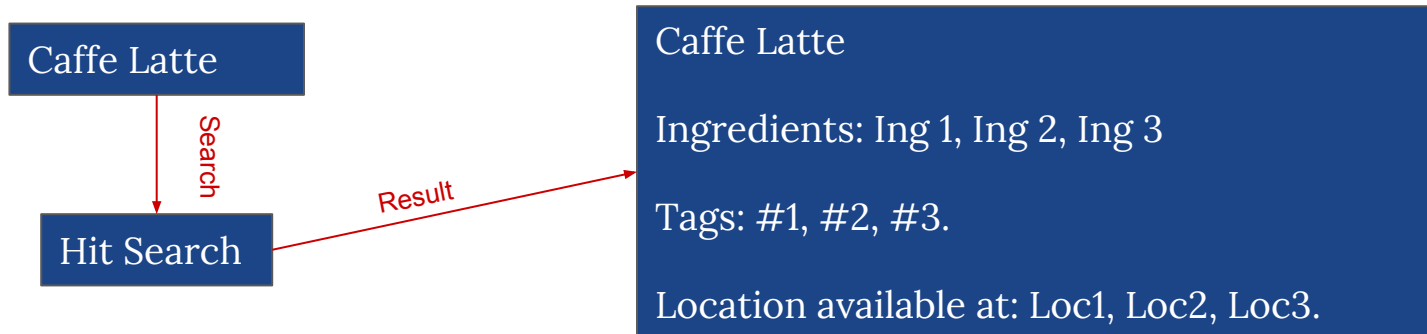 Caffe Latte
Search
Hit Search
Result
Caffe Latte
Ingredients: Ing 1, Ing 2, Ing 3
Tags: #1, #2, #3.
Location available at: Loc1, Loc2, Loc3.